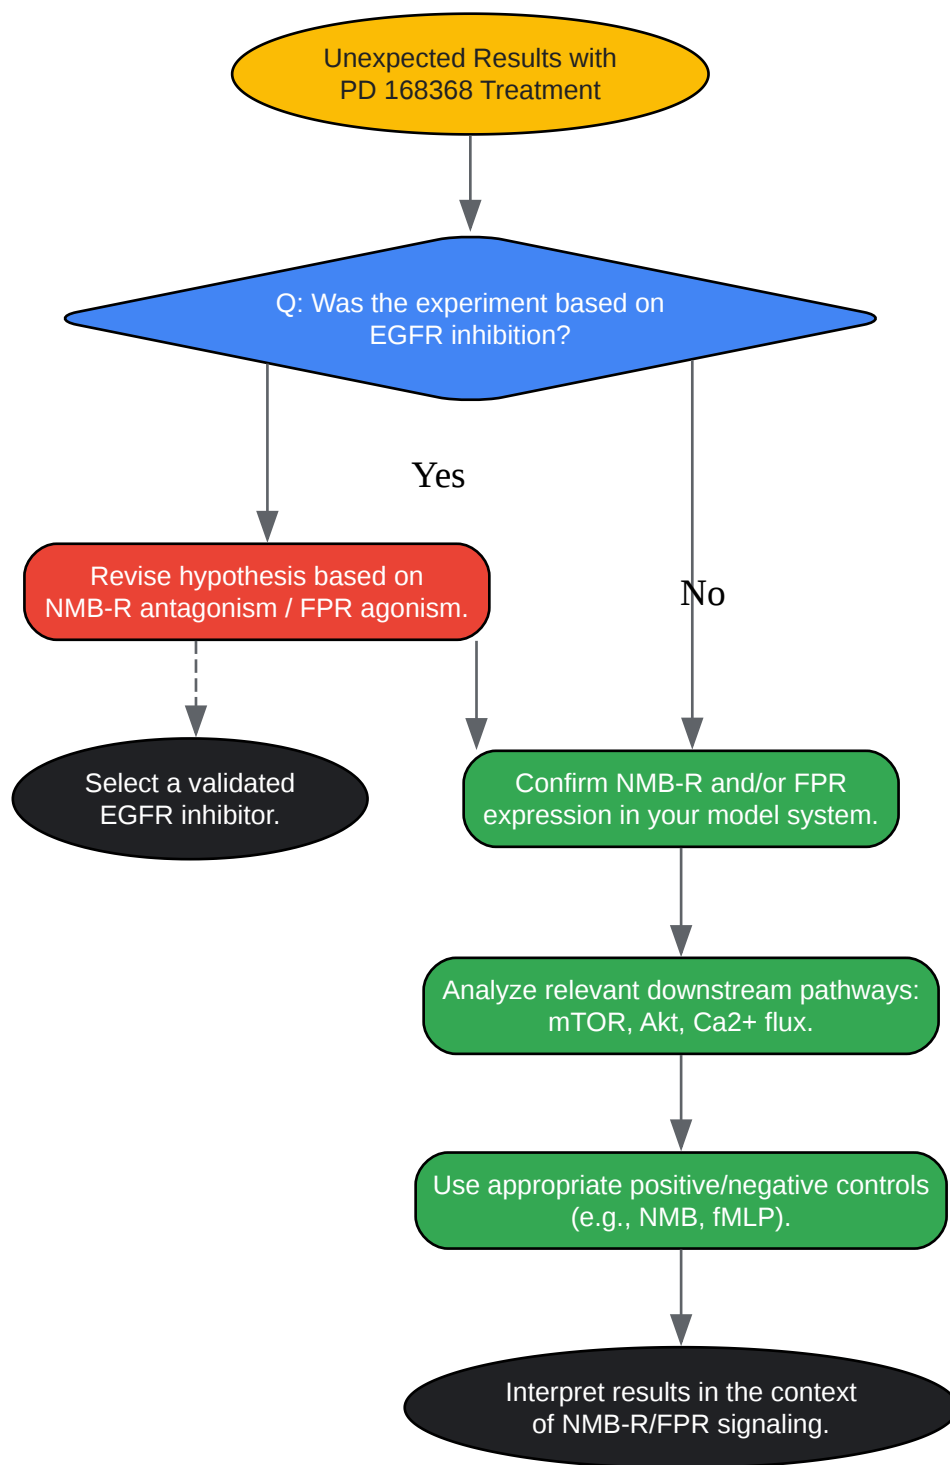 Unexpected Results with
PD 168368 Treatment
Q: Was the experiment based on
EGFR inhibition?
Yes
Revise hypothesis based on
NMB-R antagonism / FPR agonism.
No
Select a validated
EGFR inhibitor.
Confirm NMB-R and/or FPR
expression in your model system.
Analyze relevant downstream pathways:
mTOR, Akt, Ca2+ flux.
Use appropriate positive/negative controls
(e.g., NMB, fMLP).
Interpret results in the context
of NMB-R/FPR signaling.